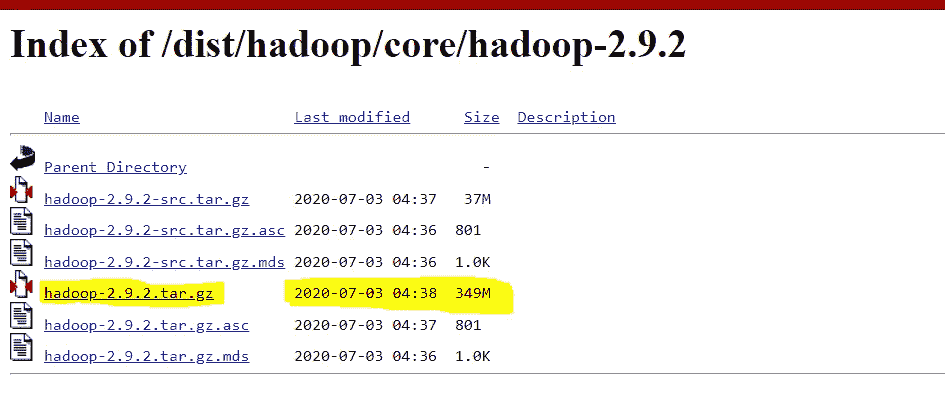 Index of /dist/hadoop/core/hadoop-2.9.2
Name Last modified Size Description
Parent Directory -
hadoop-2.9.2-src.tar.gz 2020-07-03 04:37 37M
hadoop-2.9.2-src.tar.gz.asc 2020-07-03 04:36 801
hadoop-2.9.2-src.tar.gz.mds 2020-07-03 04:36 1.0K
hadoop-2.9.2.tar.gz 2020-07-03 04:38 349M
hadoop-2.9.2.tar.gz.asc 2020-07-03 04:37 801
hadoop-2.9.2.tar.gz.mds 2020-07-03 04:36 1.0K